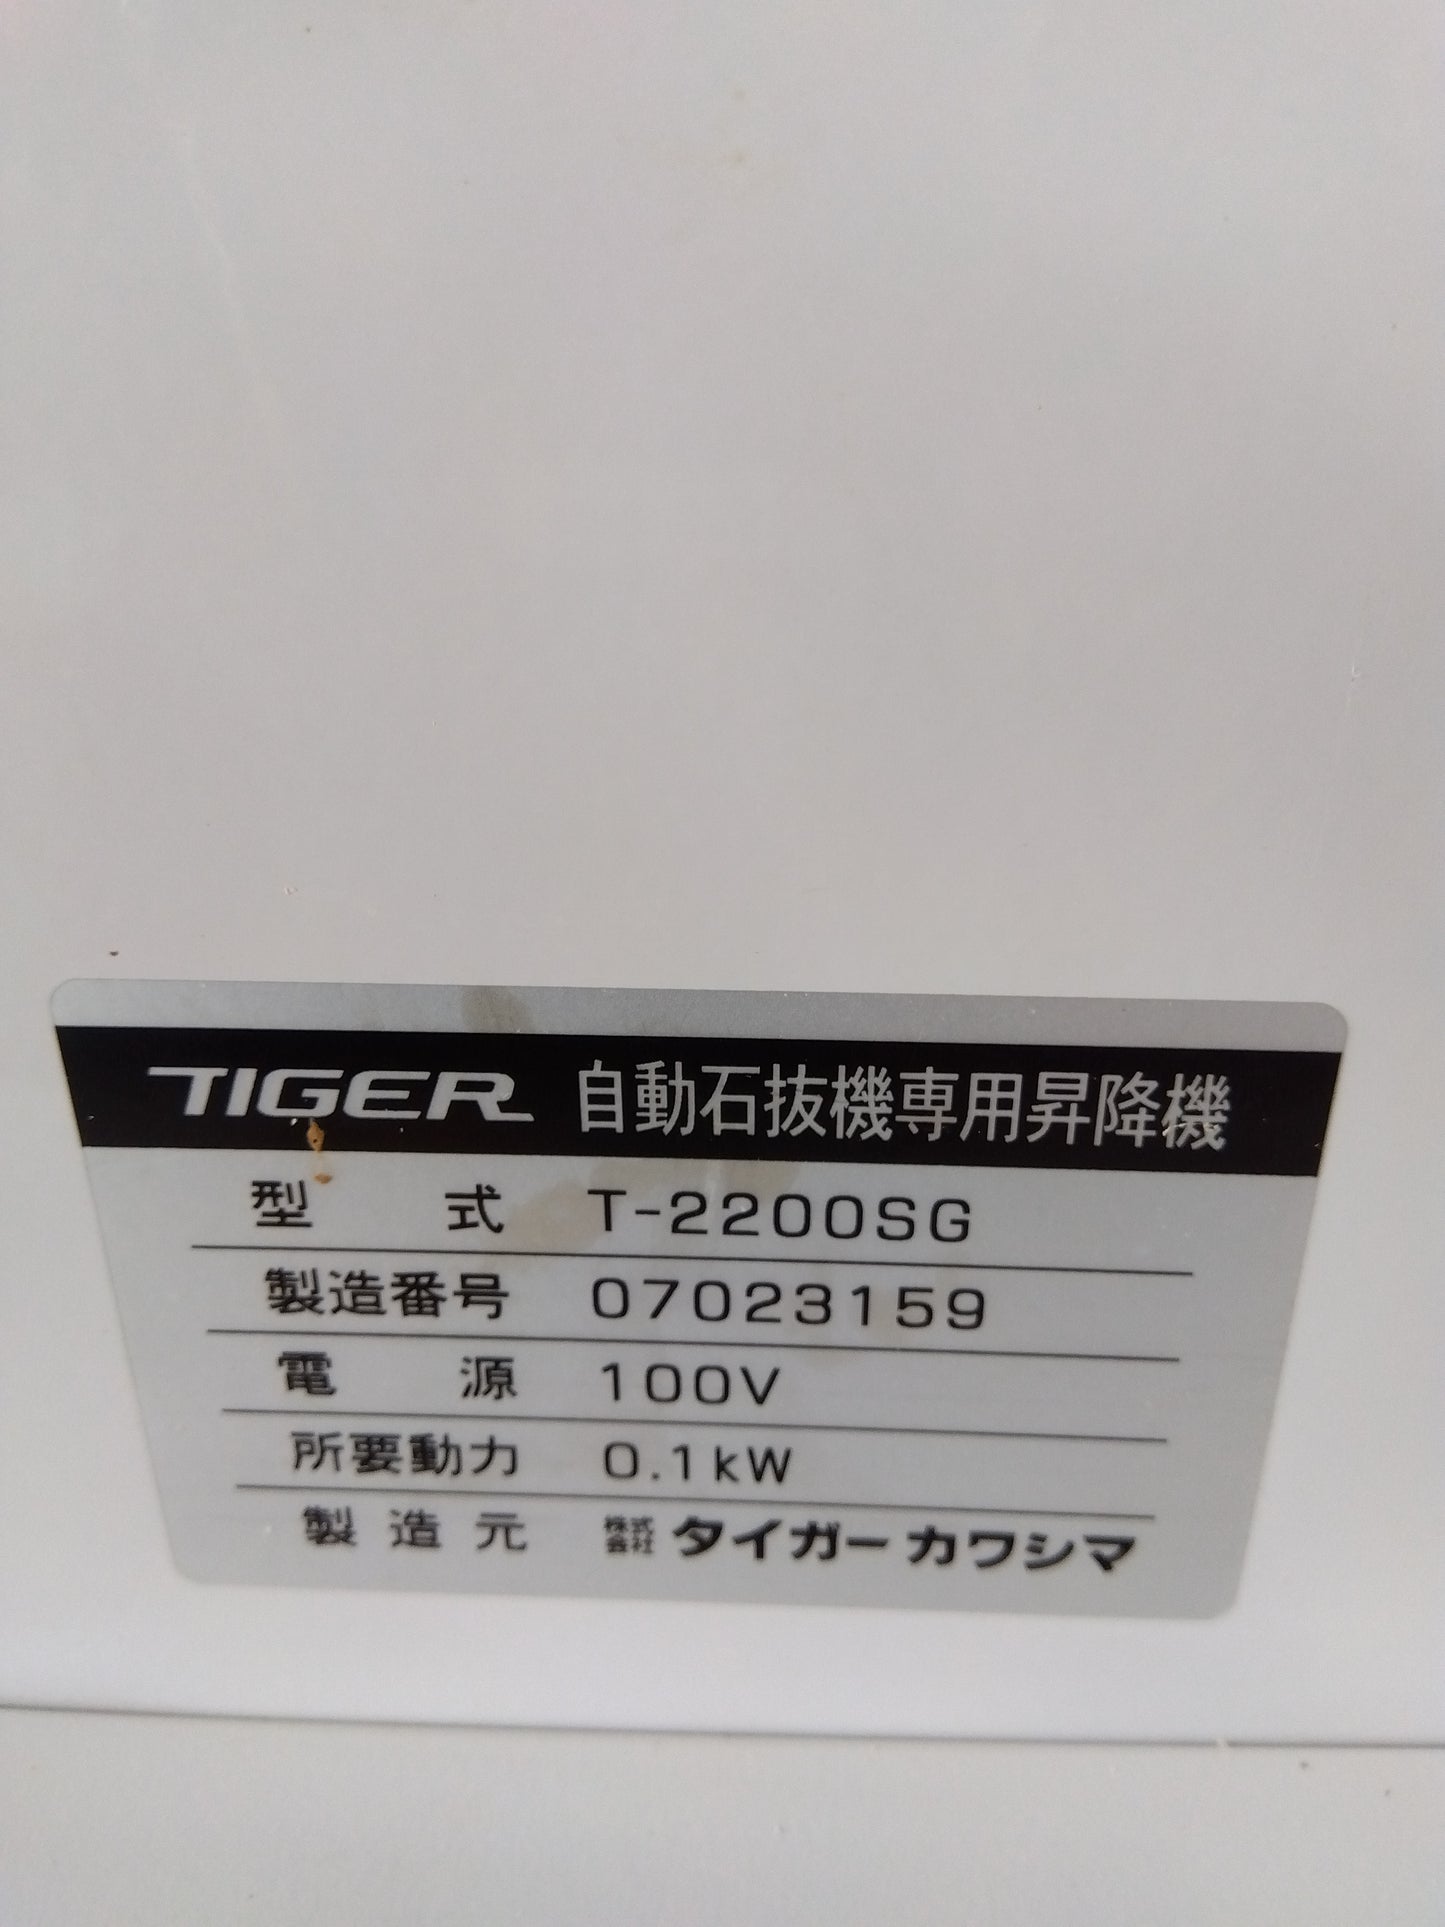 TIGER 自動石抜機専用昇降機
型 式 T-2200SG
製造番号 07023159
電 源 100V
所要動力 0.1kW
製造元 株式会社 タイガーカワシマ